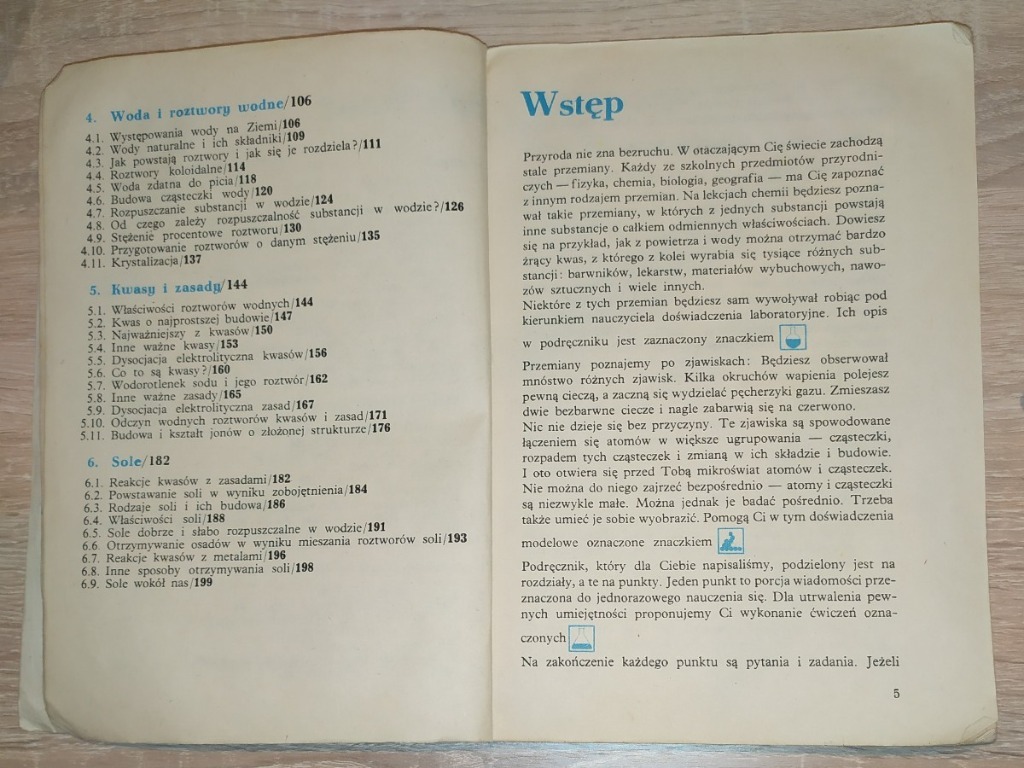 4. Woda i roztwory wodne/106
4.1. Występowania wody na Ziemi/106
4.2. Wody naturalne i ich składniki/109
4.3. Jak powstają roztwory i jak się je rozdziela?/111
4.4. Roztwory koloidalne/114
4.5. Woda zdatna do picia/118
4.6. Budowa cząsteczki wody/120
4.7. Rozpuszczanie substancji w wodzie/124
4.8. Od czego zależy rozpuszczalność substancji w wodzie?/126
4.9. Stężenie procentowe roztworu/130
4.10. Przygotowanie roztworów o danym stężeniu/135
4.11. Krystalizacja/137
5. Kwasy i zasady/144
5.1. Właściwości roztworów wodnych/144
5.2. Kwas o najprostszej budowie/147
5.3. Najważniejszy z kwasów/150
5.4. Inne ważne kwasy/153
5.5. Dysocjacja elektrolityczna kwasów/156
5.6. Co to są kwasy?/160
5.7. Wodorotlenek sodu i jego roztwór/162
5.8. Inne ważne zasady/165
5.9. Dysocjacja elektrolityczna zasad/167
5.10. Odczyn wodnych roztworów kwasów i zasad/171
5.11. Budowa i kształt jonów o złożonej strukturze/176
6. Sole/182
6.1. Reakcje kwasów z zasadami/182
6.2. Powstawanie soli w wyniku zobojętnienia/184
6.3. Rodzaje soli i ich budowa/186
6.4. Właściwości soli/188
6.5. Sole dobrze i słabo rozpuszczalne w wodzie/191
6.6. Otrzymywanie osadów w wyniku mieszania roztworów soli/193
6.7. Reakcje kwasów z metalami/196
6.8. Inne sposoby otrzymywania soli/198
6.9. Sole wokół nas/199
Wstęp
Przyroda nie zna bezruchu. W otaczającym Cię świecie zachodzą
stale przemiany. Każdy ze szkolnych przedmiotów przyrodni-
czych — fizyka, chemia, biologia, geografia — ma Cię zapoznać
z innym rodzajem przemian. Na lekcjach chemii będziesz pozna-
wał takie przemiany, w których z jednych substancji powstają
inne substancje o całkiem odmiennych właściwościach. Dowiesz
się na przykład, jak z powietrza i wody można otrzymać bardzo
żrący kwas, z którego z kolei wyrabia się tysiące różnych sub-
stancji: barwników, lekarstw, materiałów wybuchowych, nawo-
zów sztucznych i wiele innych.
Niektóre z tych przemian będziesz sam wywoływał robiąc pod
kierunkiem nauczyciela doświadczenia laboratoryjne. Ich opis
w podręczniku jest zaznaczony znaczkiem
Przemiany poznajemy po zjawiskach: Będziesz obserwował
mnóstwo różnych zjawisk. Kilka okruchów wapienia polejesz
pewną cieczą, a zaczną się wydzielać pęcherzyki gazu. Zmieszasz
dwie bezbarwne ciecze i nagle zabarwią się na czerwono.
Nic nie dzieje się bez przyczyny. Te zjawiska są spowodowane
łączeniem się atomów w większe ugrupowania — cząsteczki,
rozpadem tych cząsteczek i zmianą w ich składzie i budowie.
I oto otwiera się przed Tobą mikroświat atomów i cząsteczek.
Nie można do niego zajrzeć bezpośrednio — atomy i cząsteczki
są niezwykle małe. Można jednak je badać pośrednio. Trzeba
także umieć je sobie wyobrazić. Pomogą Ci w tym doświadczenia
modelowe oznaczone znaczkiem
Podręcznik, który dla Ciebie napisaliśmy, podzielony jest na
rozdziały, a te na punkty. Jeden punkt to porcja wiadomości prze-
znaczona do jednorazowego nauczenia się. Dla utrwalenia pew-
nych umiejętności proponujemy Ci wykonanie ćwiczeń ozna-
czonych
Na zakończenie każdego punktu są pytania i zadania. Jeżeli
5